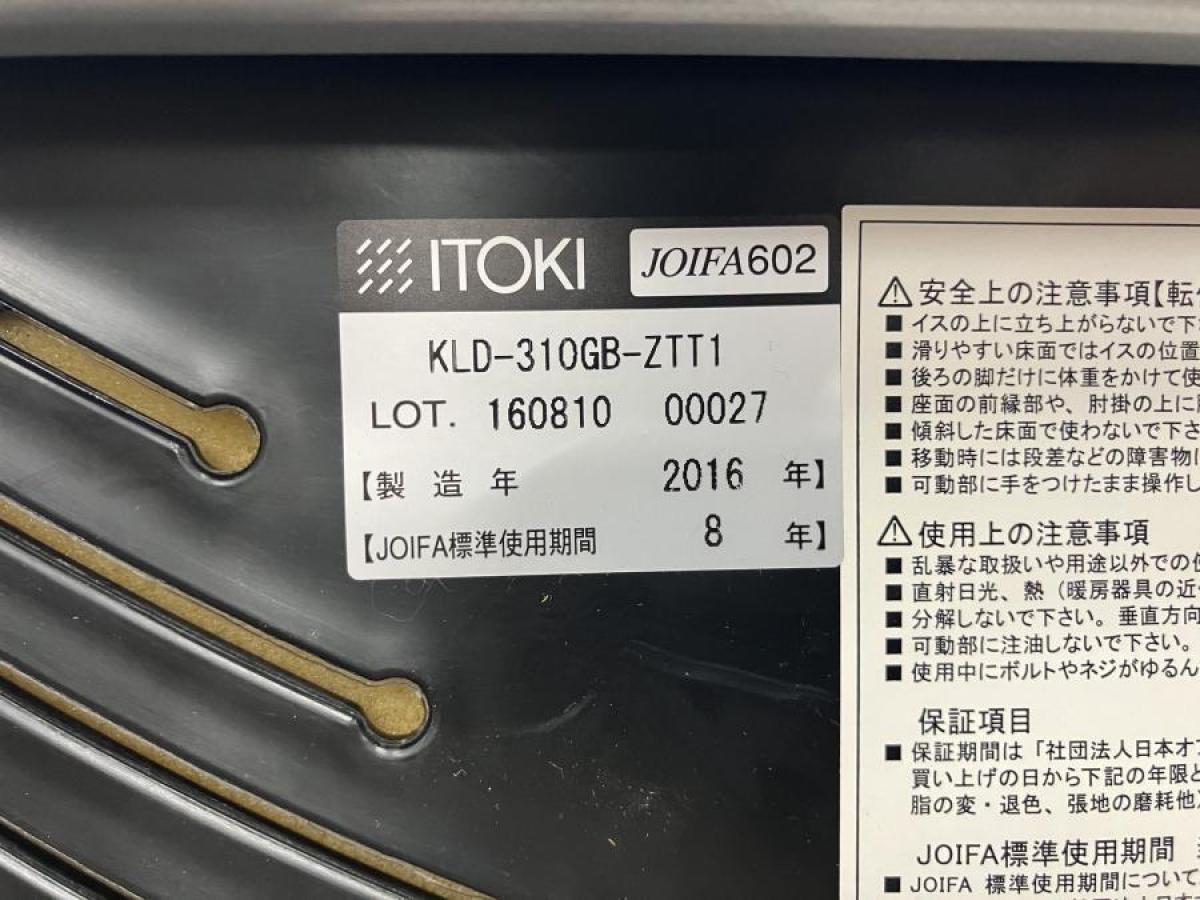 ITOKI JOIFA602
KLD-310GB-ZTT1
LOT. 160810 00027
【製造年 2016年】
【JOIFA標準使用期間 8年】
⚠安全上の注意事項【転
■ イスの上に立ち上がらないで下
■ 滑りやすい床面ではイスの位置
■ 後ろの脚だけに体重をかけて使
■ 座面の前縁部や、肘掛の上に
■ 傾斜した床面で使わないで下さ
■ 移動時には段差などの障害物に
■ 可動部に手をつけたまま操作し
⚠使用上の注意事項
■ 乱暴な取扱いや用途以外での使
■ 直射日光、熱（暖房器具の近
■ 分解しないで下さい。垂直方向
■ 可動部に注油しないで下さい。
■ 使用中にボルトやネジがゆるん
保証項目
■ 保証期間は「社団法人日本オフ
買い上げの日から下記の年限と
脂の変・退色、張地の磨耗他
JOIFA標準使用期間
■ JOIFA 標準使用期間について